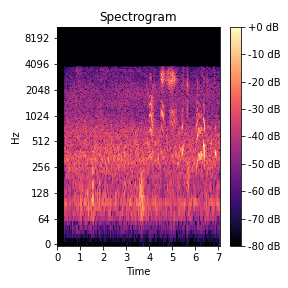 Spectrogram
8192
4096
2048
1024
512
256
128
64
0
Hz
0 1 2 3 4 5 6 7
Time
+0 dB
-10 dB
-20 dB
-30 dB
-40 dB
-50 dB
-60 dB
-70 dB
-80 dB